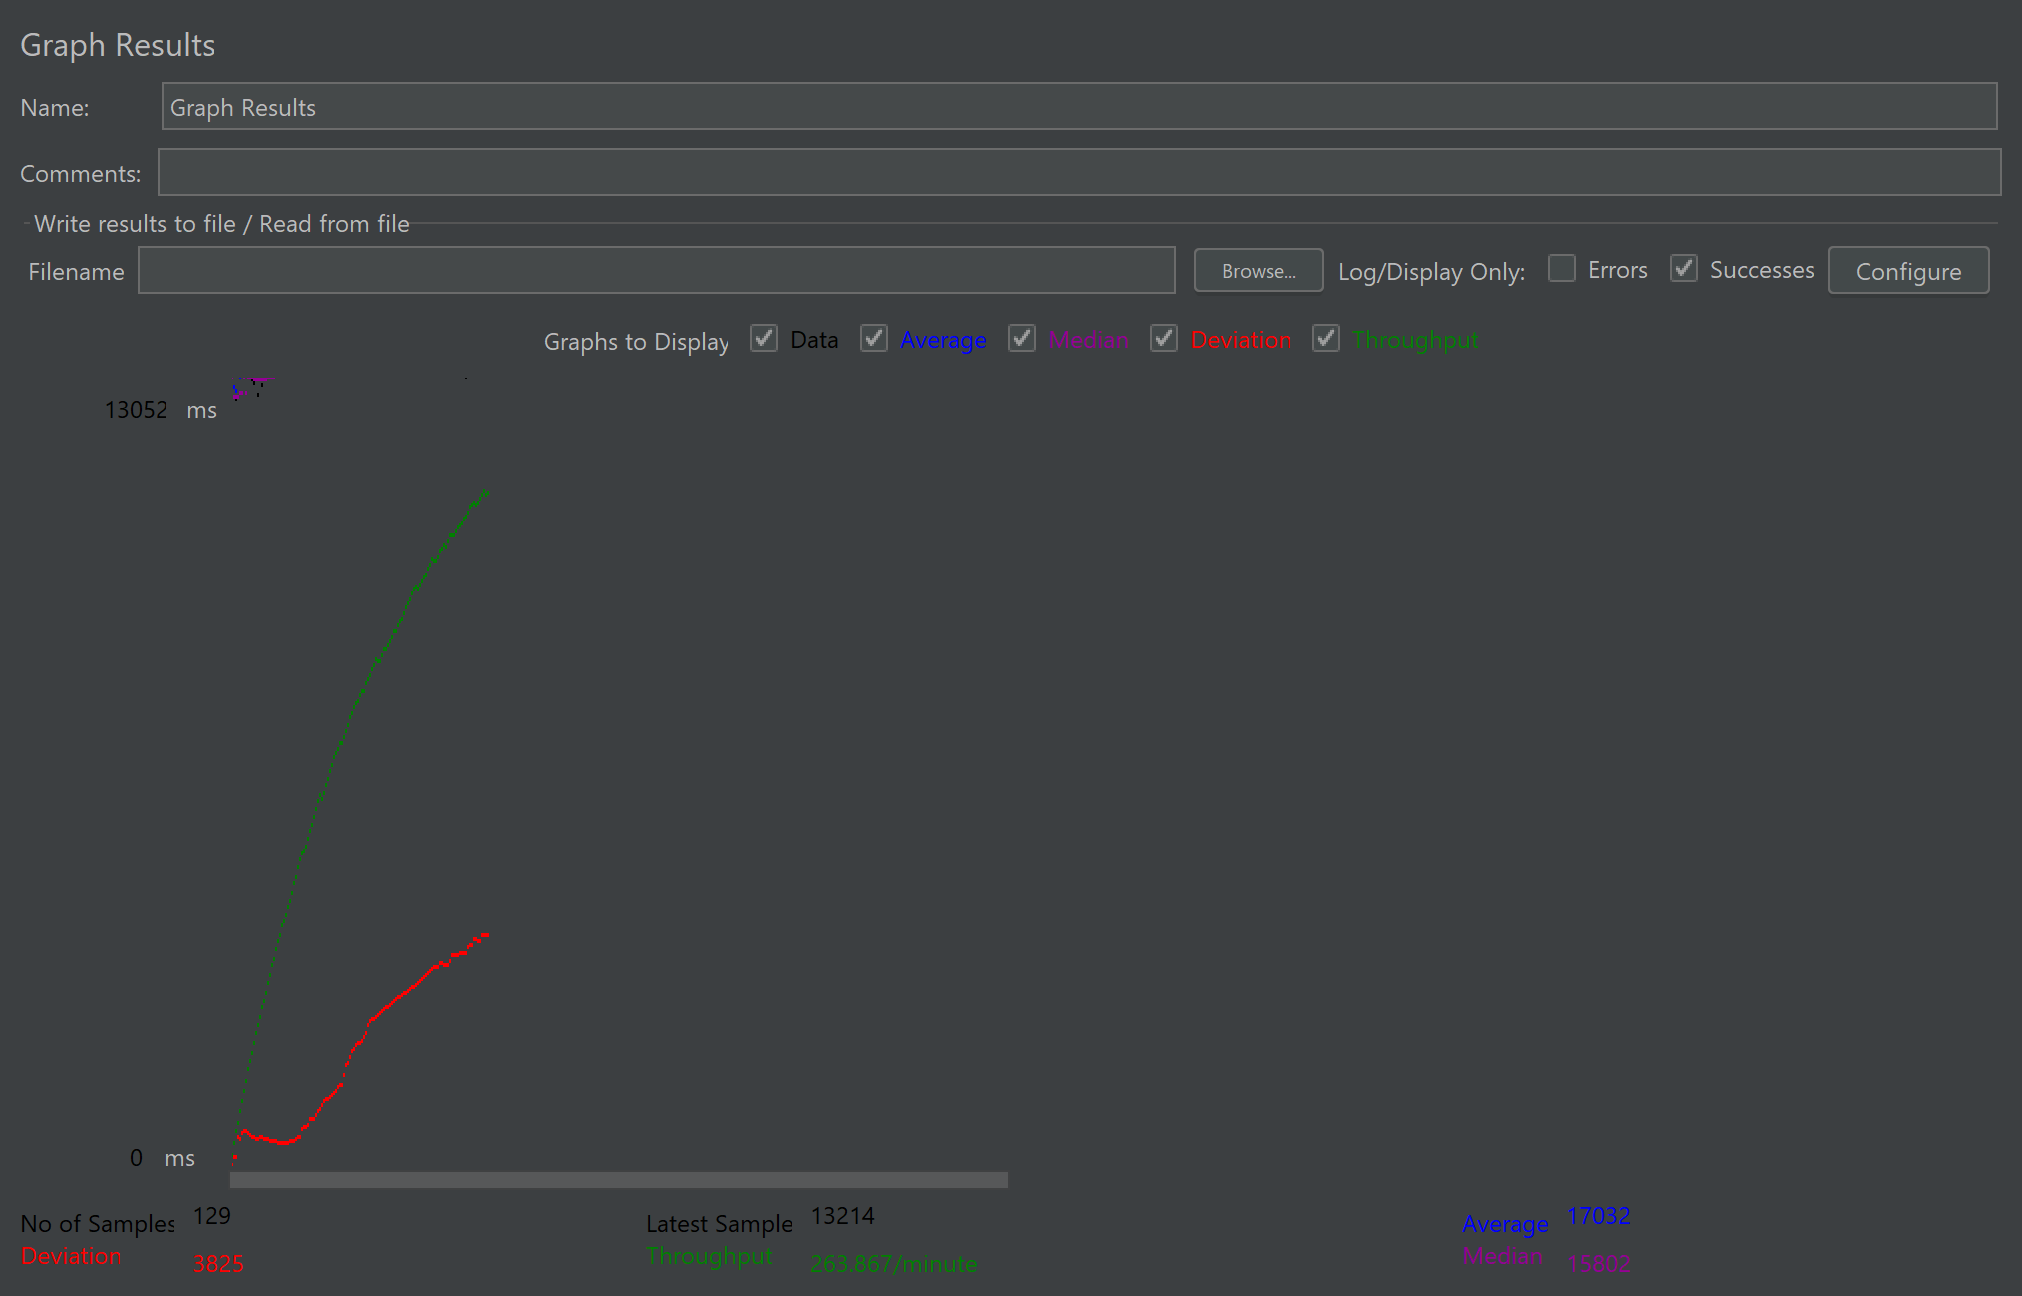 Graph Results
Name: Graph Results
Comments:
Write results to file / Read from file
Filename Browse... Log/Display Only: Errors Successes Configure
Graphs to Display Data Average Median Deviation Throughput
13052 ms
0 ms
No of Samples 129 Latest Sample 13214 Average 17032
Deviation 3825 Throughput 263.867/minute Median 15802